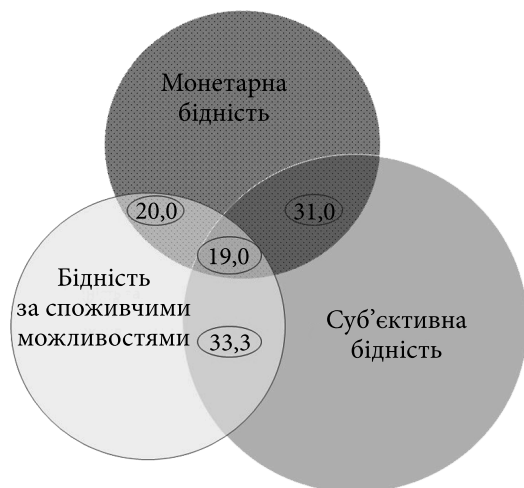 Монетарна
бідність
20,0
31,0
19,0
Бідність
за споживчими
можливостями
33,3
Суб’єктивна
бідність